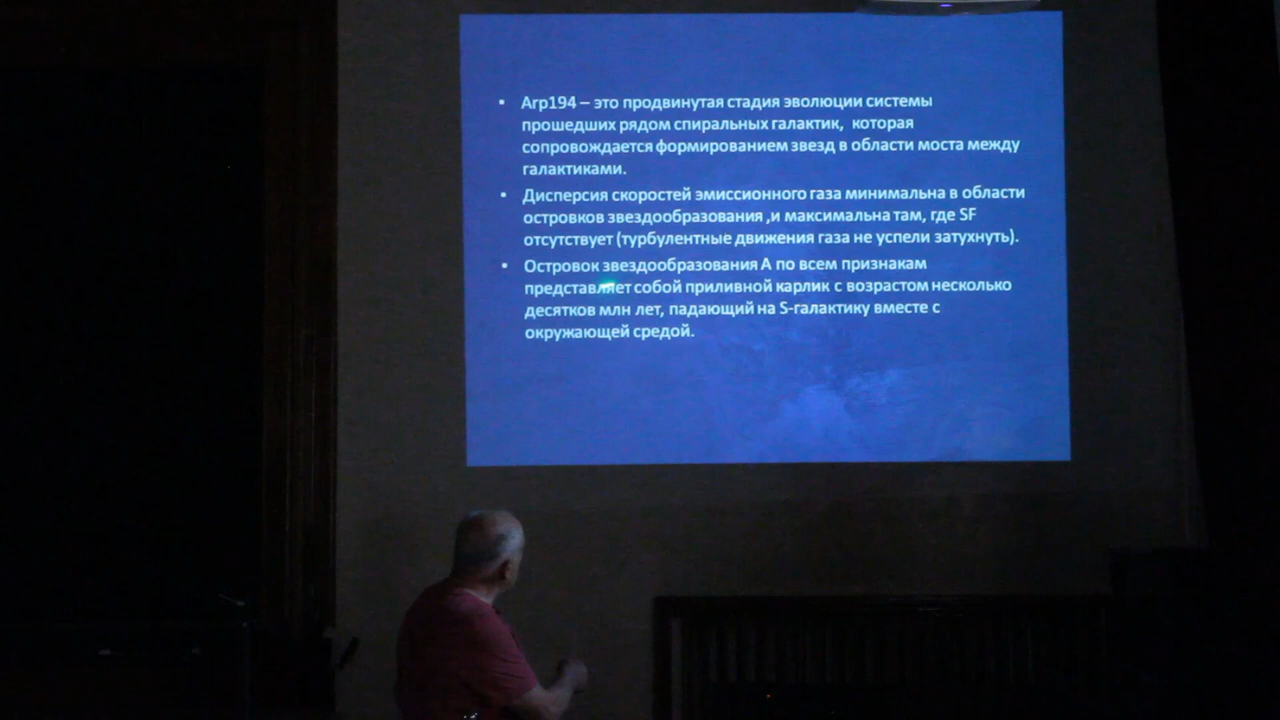 • Arp194 – это продвинутая стадия эволюции системы
прошедших рядом спиральных галактик, которая
сопровождается формированием звезд в области моста между
галактиками.
• Дисперсия скоростей эмиссионного газа минимальна в области
островков звездообразования ,и максимальна там, где SF
отсутствует (турбулентные движения газа не успели затухнуть).
• Островок звездообразования А по всем признакам
представляет собой приливной карлик с возрастом несколько
десятков млн лет, падающий на S-галактику вместе с
окружающей средой.